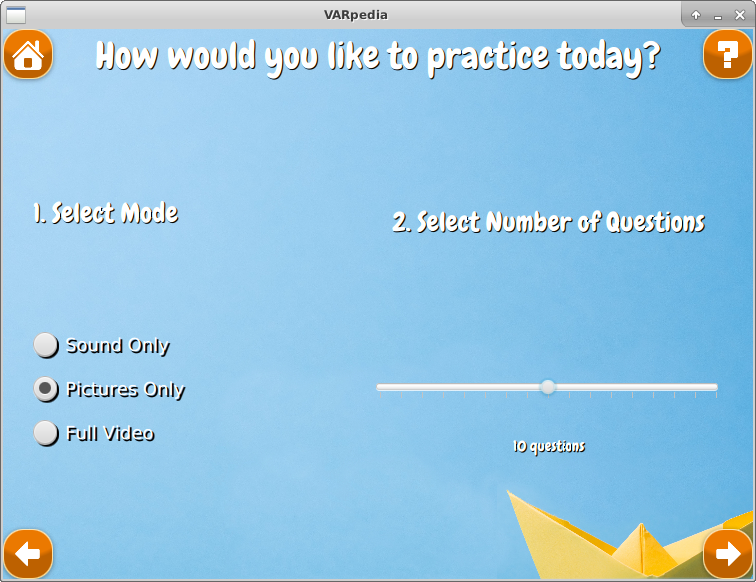 VARpedia
How would you like to practice today?
?
1. Select Mode
2. Select Number of Questions
Sound Only
Pictures Only
Full Video
10 questions